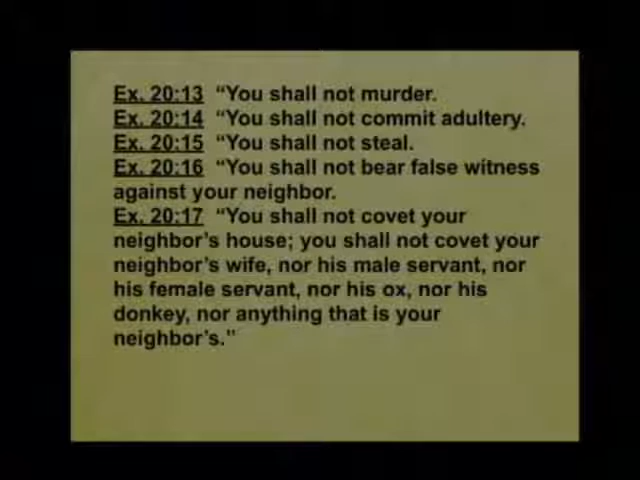 Ex. 20:13 “You shall not murder.
Ex. 20:14 “You shall not commit adultery.
Ex. 20:15 “You shall not steal.
Ex. 20:16 “You shall not bear false witness
against your neighbor.
Ex. 20:17 “You shall not covet your
neighbor’s house; you shall not covet your
neighbor’s wife, nor his male servant, nor
his female servant, nor his ox, nor his
donkey, nor anything that is your
neighbor’s.”